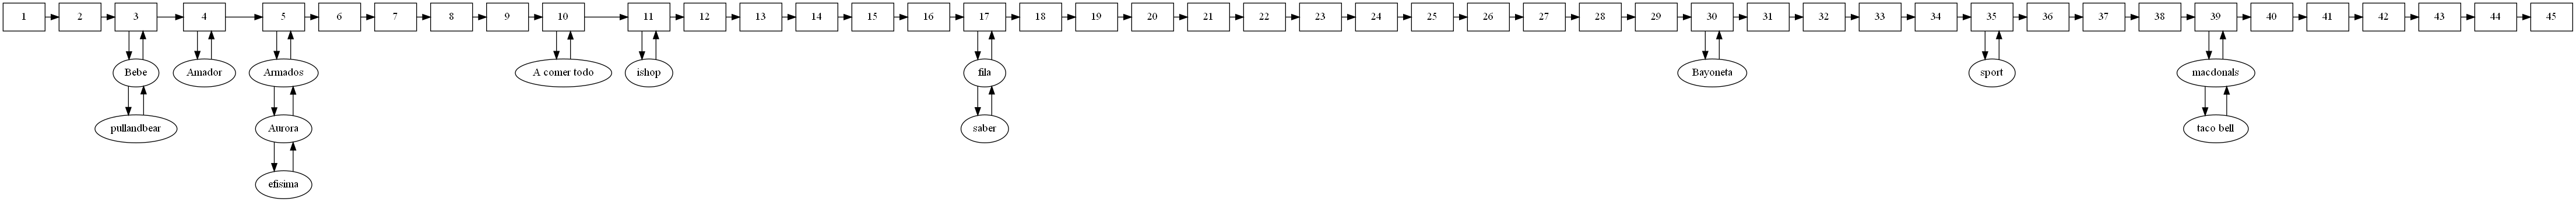 1 2 3 4 5 6 7 8 9 10 11 12 13 14 15 16 17 18 19 20 21 22 23 24 25 26 27 28 29 30 31 32 33 34 35 36 37 38 39 40 41 42 43 44 45
Bebe Amador Armados A comer todo ishop fila Bayoneta sport macdonals
pullandbear Aurora saber taco bell
efisima